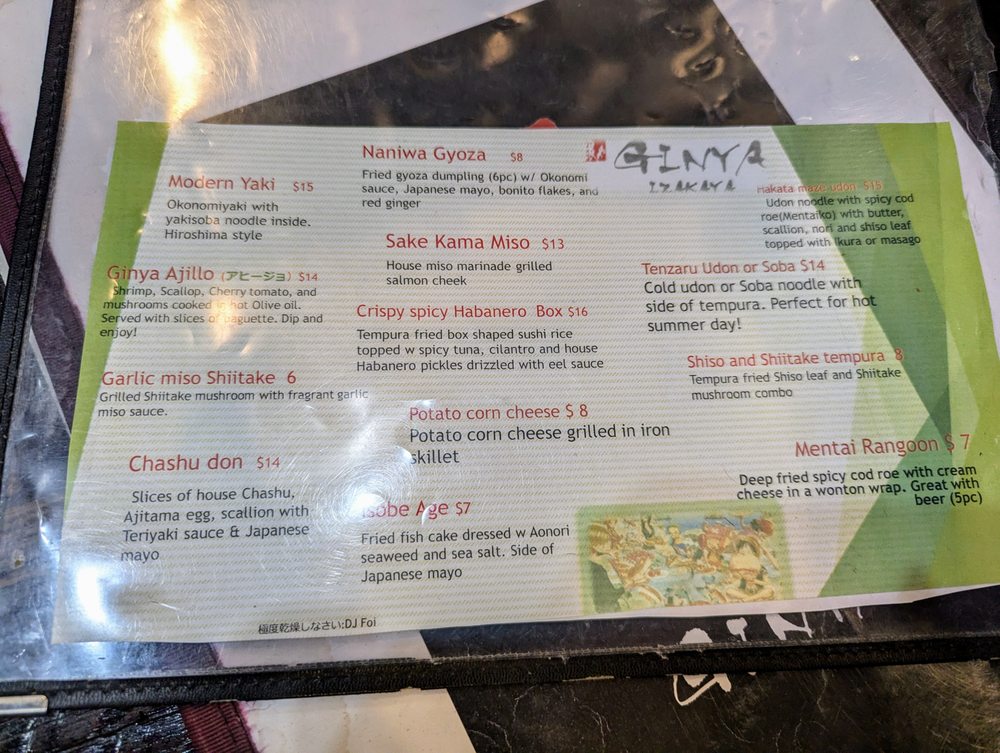 Naniwa Gyoza $8
Fried gyoza dumpling (6pc) w/ Okonomi
sauce, Japanese mayo, bonito flakes, and
red ginger
GINYA
IZAKAYA
Modern Yaki $15
Okonomiyaki with
yakisoba noodle inside.
Hiroshima style
Hakata maze udon $15
Udon noodle with spicy cod
roe(Mentaiko) with butter,
scallion, nori and shiso leaf
topped with Ikura or masago
Sake Kama Miso $13
House miso marinade grilled
salmon cheek
Ginya Ajillo (アヒージョ) $14
Shrimp, Scallop, Cherry tomato, and
mushrooms cooked in hot Olive oil.
Served with slices of baguette. Dip and
enjoy!
Tenzaru Udon or Soba $14
Cold udon or Soba noodle with
side of tempura. Perfect for hot
summer day!
Crispy spicy Habanero Box $16
Tempura fried box shaped sushi rice
topped w spicy tuna, cilantro and house
Habanero pickles drizzled with eel sauce
Garlic miso Shiitake 6
Grilled Shiitake mushroom with fragrant garlic
miso sauce.
Shiso and Shiitake tempura 8
Tempura fried Shiso leaf and Shiitake
mushroom combo
Potato corn cheese $ 8
Potato corn cheese grilled in iron
skillet
Chashu don $14
Slices of house Chashu,
Ajitama egg, scallion with
Teriyaki sauce & Japanese
mayo
Mentai Rangoon $ 7
Deep fried spicy cod roe with cream
cheese in a wonton wrap. Great with
beer (5pc)
Isobe Age $7
Fried fish cake dressed w Aonori
seaweed and sea salt. Side of
Japanese mayo
極度乾燥しなさい:DJ Foi